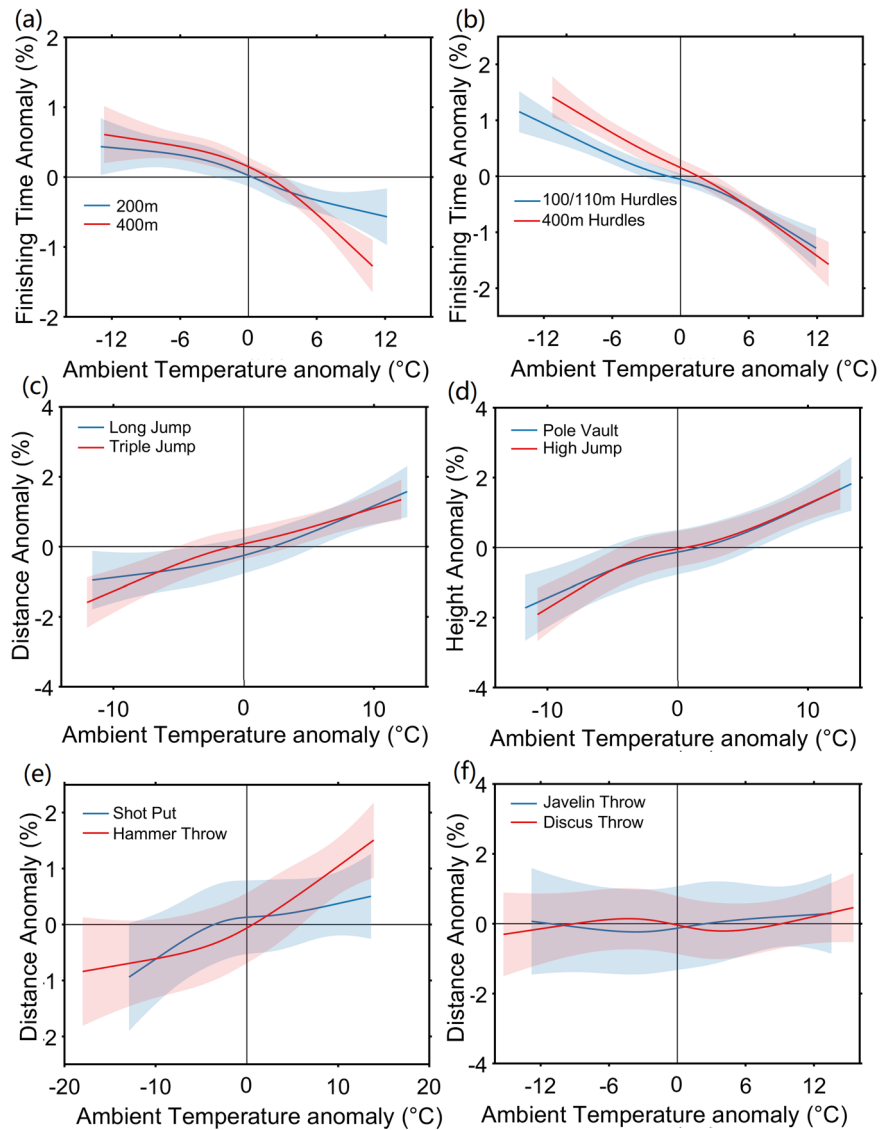 (a)
Finishing Time Anomaly (%)
2
1
0
-1
-2
200m
400m
-12
-6
0
6
12
Ambient Temperature anomaly (°C)
(b)
Finishing Time Anomaly (%)
2
1
0
-1
-2
100/110m Hurdles
400m Hurdles
-12
-6
0
6
12
Ambient Temperature anomaly (°C)
(c)
Distance Anomaly (%)
4
2
0
-2
-4
Long Jump
Triple Jump
-10
0
10
Ambient Temperature anomaly (°C)
(d)
Height Anomaly (%)
4
2
0
-2
-4
Pole Vault
High Jump
-10
0
10
Ambient Temperature anomaly (°C)
(e)
Distance Anomaly (%)
2
1
0
-1
-2
Shot Put
Hammer Throw
-20
-10
0
10
20
Ambient Temperature anomaly (°C)
(f)
Distance Anomaly (%)
4
2
0
-2
-4
Javelin Throw
Discus Throw
-12
-6
0
6
12
Ambient Temperature anomaly (°C)